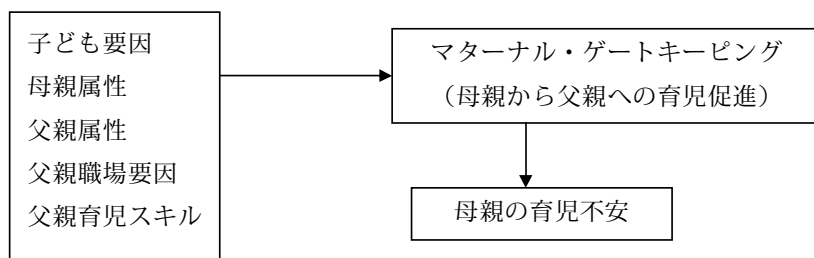 子ども要因
母親属性
父親属性
父親職場要因
父親育児スキル
マターナル・ゲートキーピング
（母親から父親への育児促進）
母親の育児不安